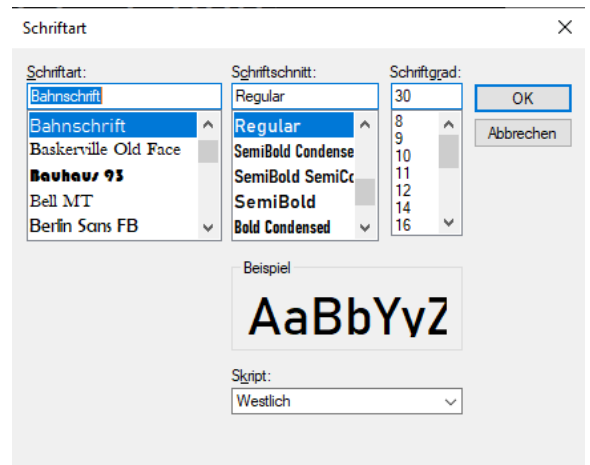 Schriftart
Schriftart:
Bahnschrift
Bahnschrift
Baskerville Old Face
Bauhaus 93
Bell MT
Berlin Sans FB
Schriftschnitt:
Regular
Regular
SemiBold Condense
SemiBold SemiCo
SemiBold
Bold Condensed
Schriftgrad:
30
8
9
10
11
12
14
16
OK
Abbrechen
Beispiel
AaBbYyZ
Skript:
Westlich